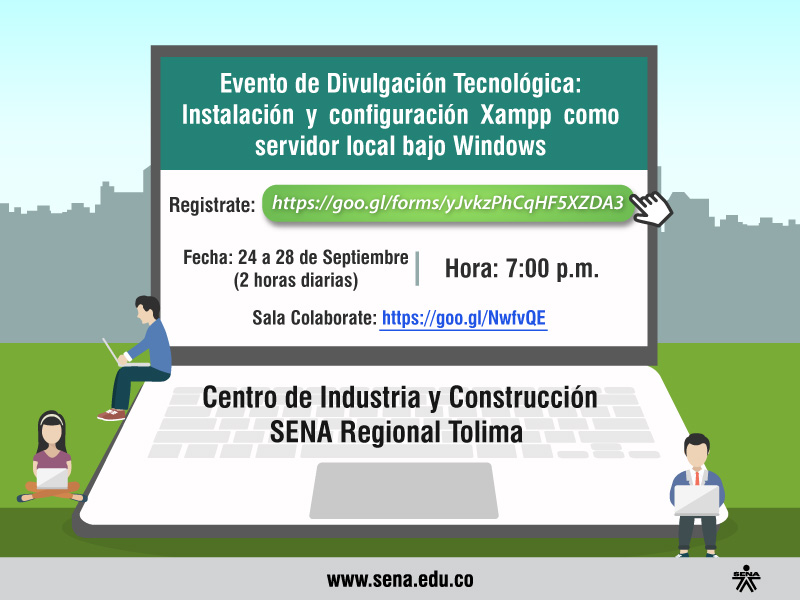 Evento de Divulgación Tecnológica:
Instalación y configuración Xampp como
servidor local bajo Windows
Registrate: https://goo.gl/forms/yJvkzPhCqHF5XZDA3
Fecha: 24 a 28 de Septiembre
(2 horas diarias)
Hora: 7:00 p.m.
Sala Colaborate: https://goo.gl/NwfvQE
Centro de Industria y Construcción
SENA Regional Tolima
www.sena.edu.co
SENA